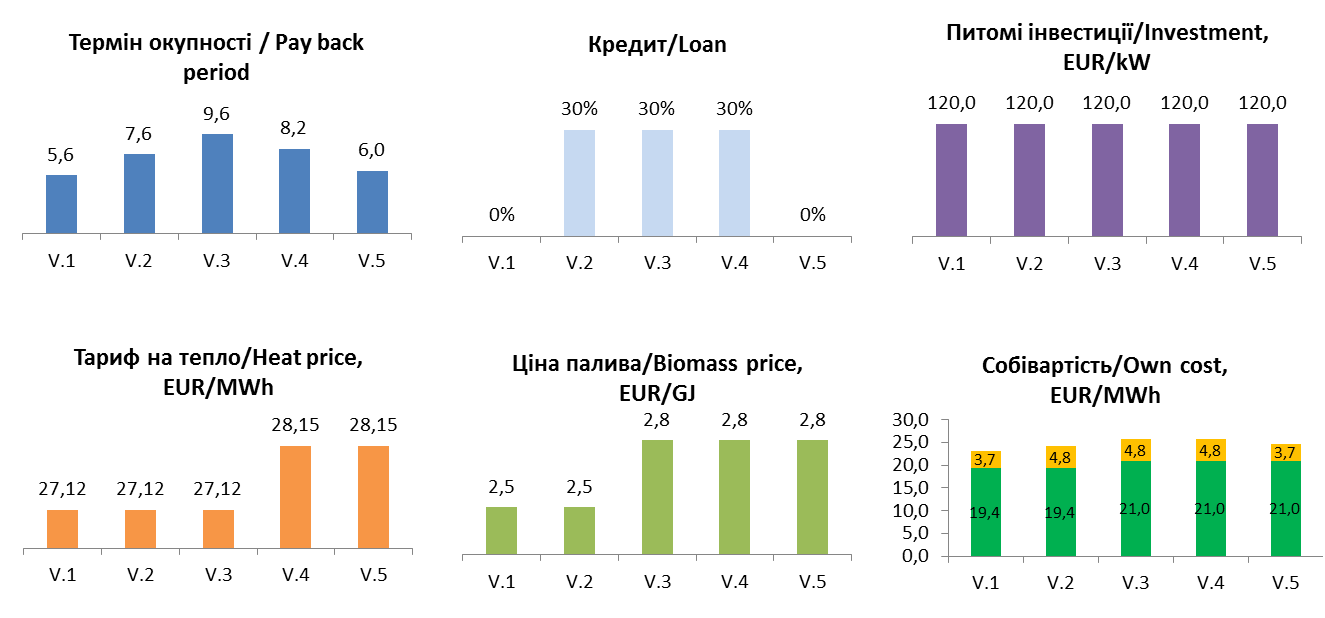 Термін окупності / Pay back
period
9,6
8,2
7,6
5,6
6,0
V.1 V.2 V.3 V.4 V.5
Кредит/Loan
30% 30% 30%
0% 0%
V.1 V.2 V.3 V.4 V.5
Питомі інвестиції/Investment,
EUR/kW
120,0 120,0 120,0 120,0 120,0
V.1 V.2 V.3 V.4 V.5
Тариф на тепло/Heat price,
EUR/MWh
28,15 28,15
27,12 27,12 27,12
V.1 V.2 V.3 V.4 V.5
Ціна палива/Biomass price,
EUR/GJ
2,8 2,8 2,8
2,5 2,5
V.1 V.2 V.3 V.4 V.5
Собівартість/Own cost,
EUR/MWh
30,0
25,0
20,0
15,0
10,0
5,0
0,0
3,7 4,8 4,8 4,8 3,7
19,4 19,4 21,0 21,0 21,0
V.1 V.2 V.3 V.4 V.5